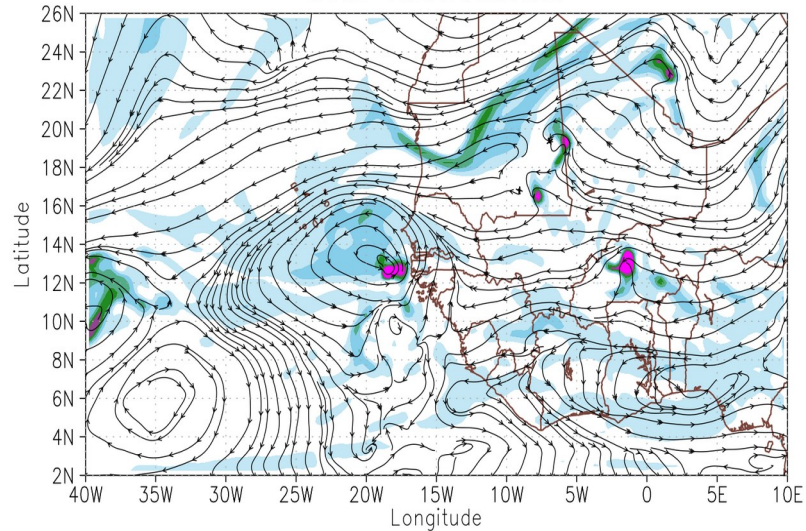 26N
24N
22N
20N
18N
16N
14N
12N
10N
8N
6N
4N
2N
Latitude
40W 35W 30W 25W 20W 15W 10W 5W 0 5E 10E
Longitude